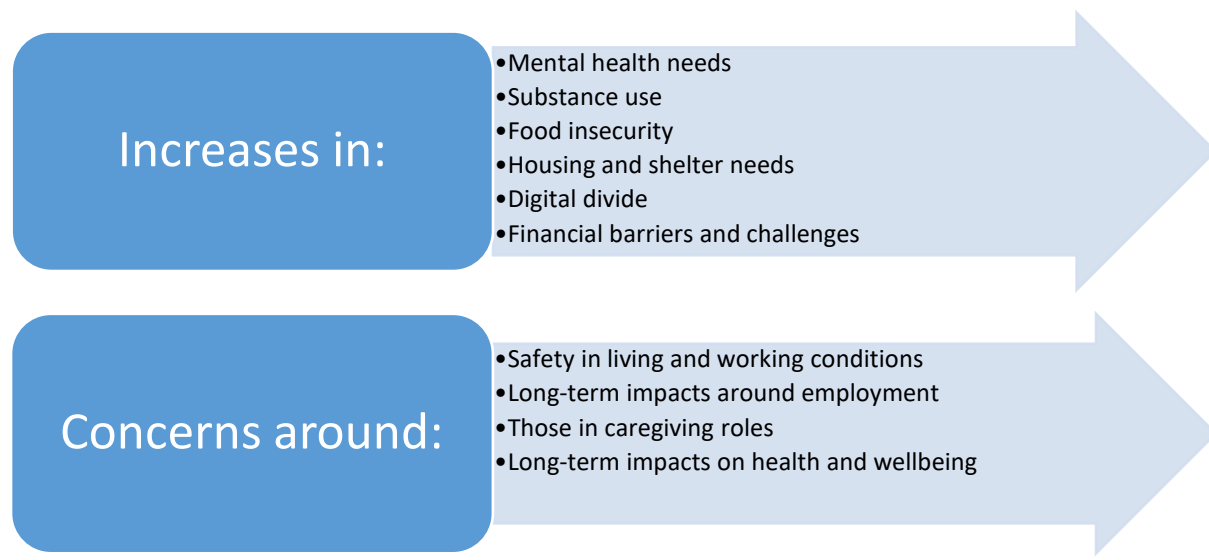 Increases in:
•Mental health needs
•Substance use
•Food insecurity
•Housing and shelter needs
•Digital divide
•Financial barriers and challenges
Concerns around:
•Safety in living and working conditions
•Long-term impacts around employment
•Those in caregiving roles
•Long-term impacts on health and wellbeing